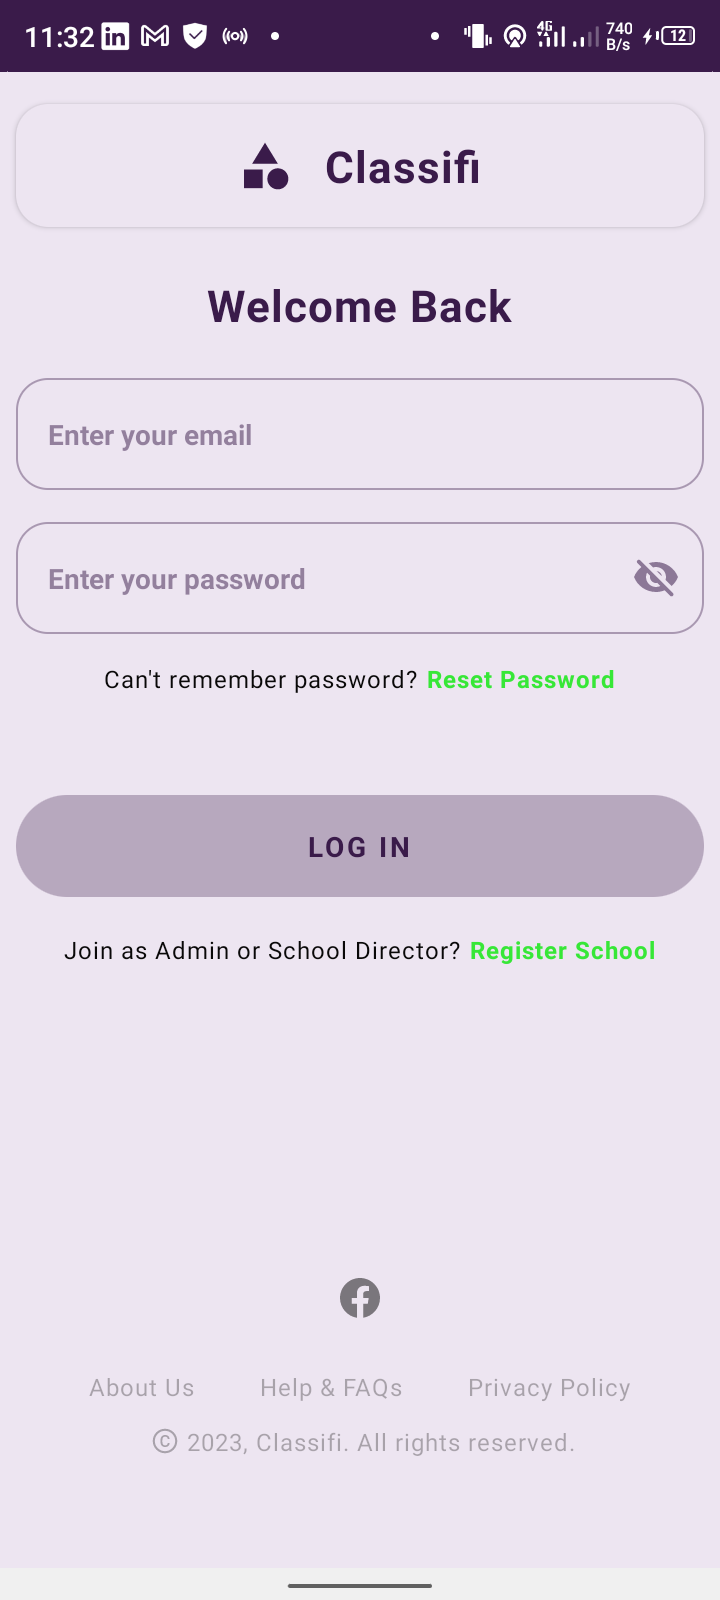 11:32 4G 740 B/s 12
Classifi
Welcome Back
Enter your email
Enter your password
Can't remember password? Reset Password
LOG IN
Join as Admin or School Director? Register School
About Us Help & FAQs Privacy Policy
© 2023, Classifi. All rights reserved.